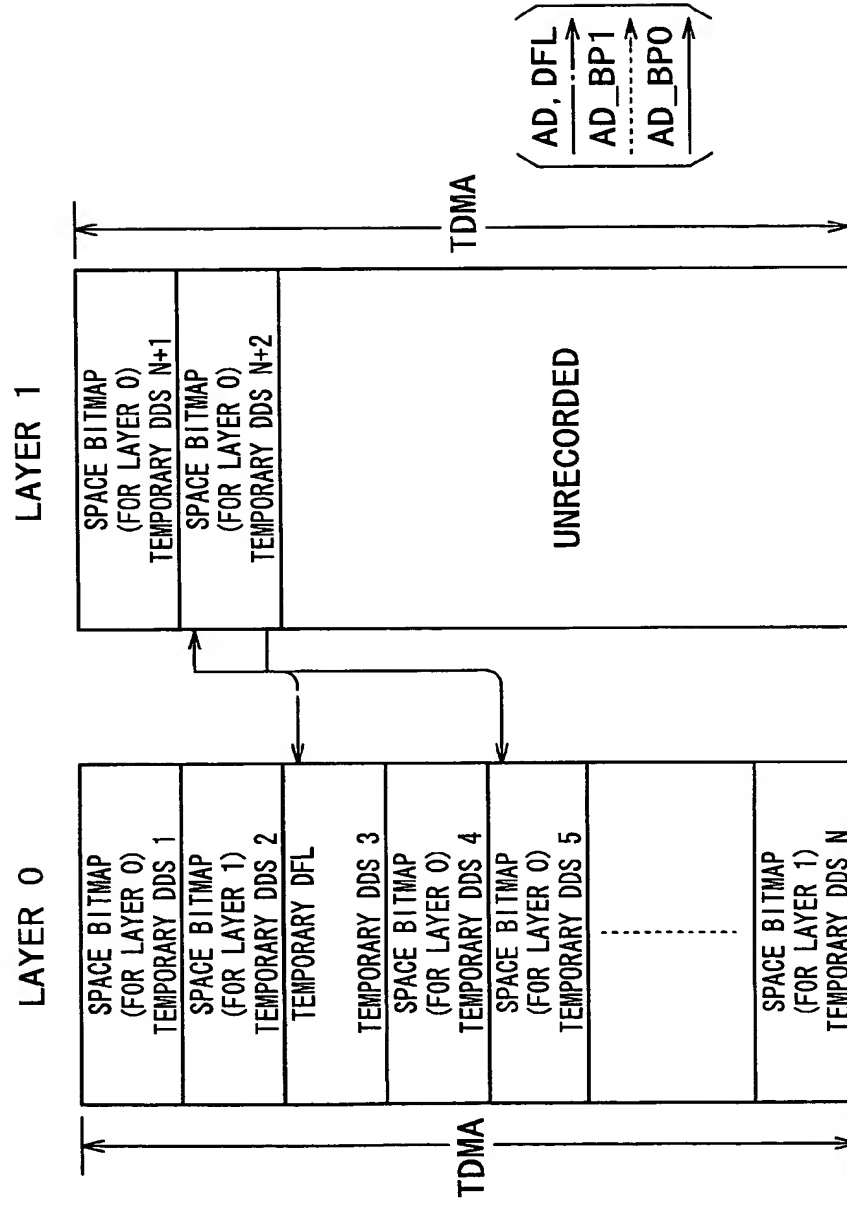 LAYER 0
SPACE BITMAP
(FOR LAYER 0)
TEMPORARY DDS 1
SPACE BITMAP
(FOR LAYER 1)
TEMPORARY DDS 2
TEMPORARY DFL
TEMPORARY DDS 3
SPACE BITMAP
(FOR LAYER 0)
TEMPORARY DDS 4
SPACE BITMAP
(FOR LAYER 0)
TEMPORARY DDS 5
SPACE BITMAP
(FOR LAYER 1)
TEMPORARY DDS N
TDMA
LAYER 1
SPACE BITMAP
(FOR LAYER 0)
TEMPORARY DDS N+1
SPACE BITMAP
(FOR LAYER 0)
TEMPORARY DDS N+2
UNRECORDED
TDMA
AD, DFL
AD_BP1
AD_BP0